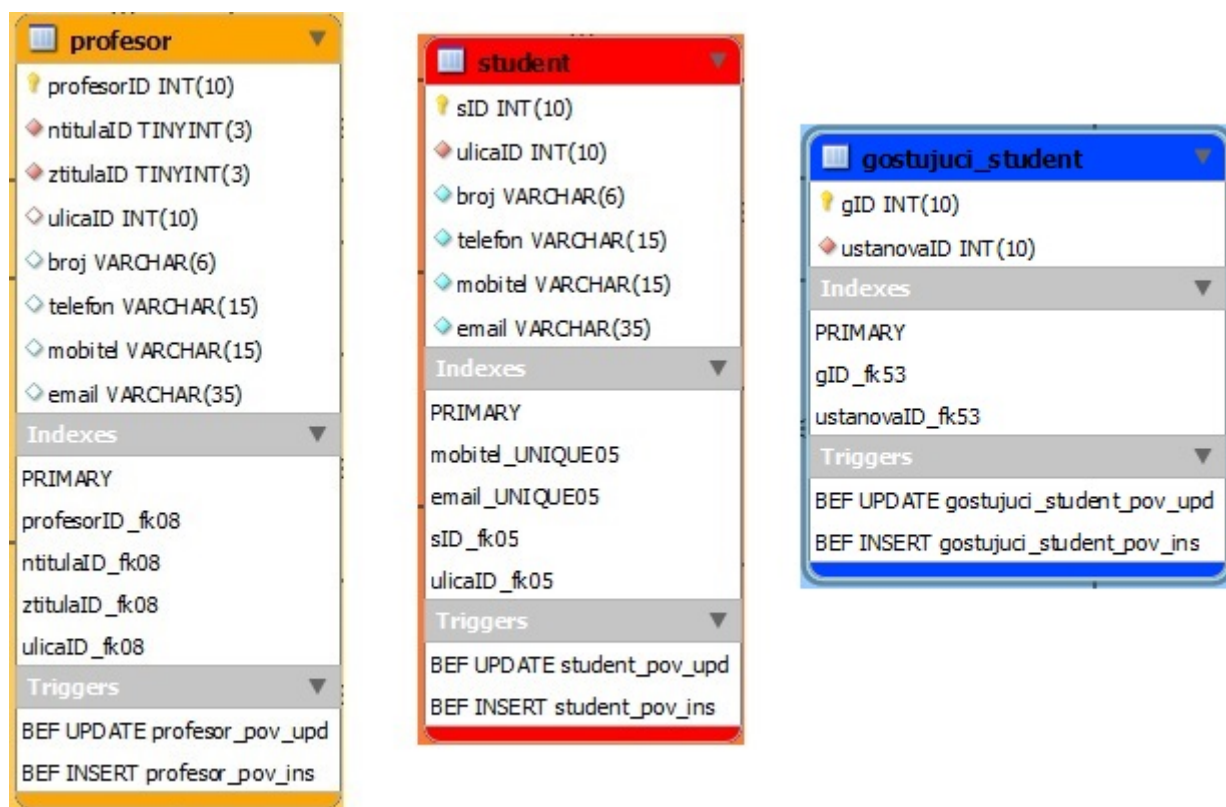 profesor
profesorID INT(10)
ntitulaID TINYINT(3)
ztitulaID TINYINT(3)
ulicaID INT(10)
broj VARCHAR(6)
telefon VARCHAR(15)
mobitel VARCHAR(15)
email VARCHAR(35)
Indexes
PRIMARY
profesorID_fk08
ntitulaID_fk08
ztitulaID_fk08
ulicaID_fk08
Triggers
BEF UPDATE profesor_pov_upd
BEF INSERT profesor_pov_ins
student
sID INT(10)
ulicaID INT(10)
broj VARCHAR(6)
telefon VARCHAR(15)
mobitel VARCHAR(15)
email VARCHAR(35)
Indexes
PRIMARY
mobitel_UNIQUE05
email_UNIQUE05
sID_fk05
ulicaID_fk05
Triggers
BEF UPDATE student_pov_upd
BEF INSERT student_pov_ins
gostujuci_student
gID INT(10)
ustanovaID INT(10)
Indexes
PRIMARY
gID_fk53
ustanovaID_fk53
Triggers
BEF UPDATE gostujuci_student_pov_upd
BEF INSERT gostujuci_student_pov_ins